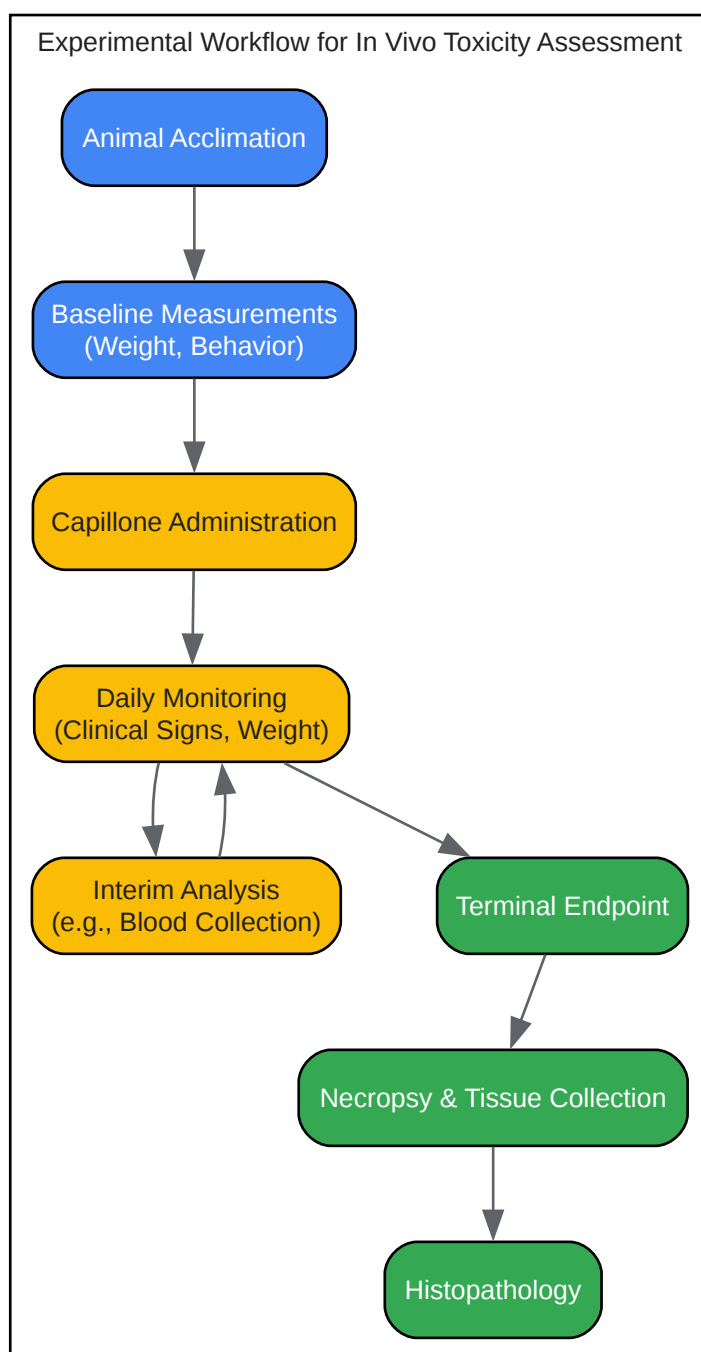 Experimental Workflow for In Vivo Toxicity Assessment
Animal Acclimation
Baseline Measurements
(Weight, Behavior)
Capillone Administration
Daily Monitoring
(Clinical Signs, Weight)
Interim Analysis
(e.g., Blood Collection)
Terminal Endpoint
Necropsy & Tissue Collection
Histopathology